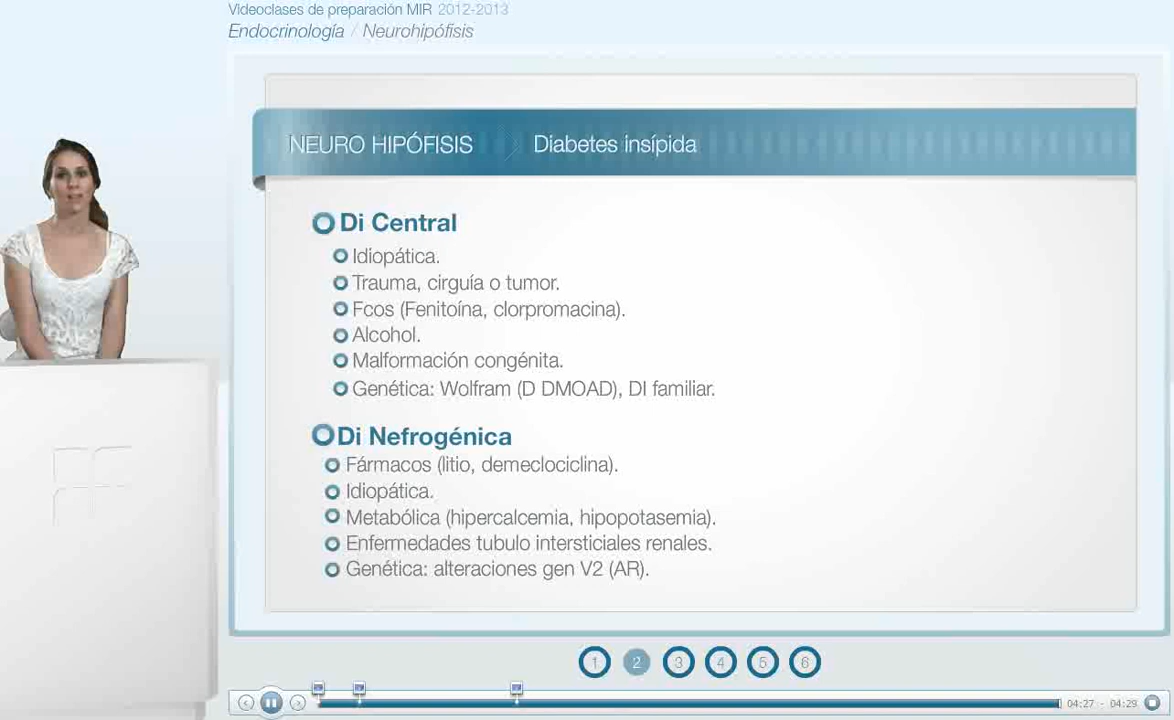 Videoclases de preparación MIR 2012-2013
Endocrinología / Neurohipófisis
NEURO HIPÓFISIS Diabetes insípida
Di Central
Idiopática.
Trauma, cirguía o tumor.
Fcos (Fenitoína, clorpromacina).
Alcohol.
Malformación congénita.
Genética: Wolfram (D DMOAD), DI familiar.
Di Nefrogénica
Fármacos (litio, demeclociclina).
Idiopática.
Metabólica (hipercalcemia, hipopotasemia).
Enfermedades tubulo intersticiales renales.
Genética: alteraciones gen V2 (AR).
1 2 3 4 5 6
04:27 - 04:29